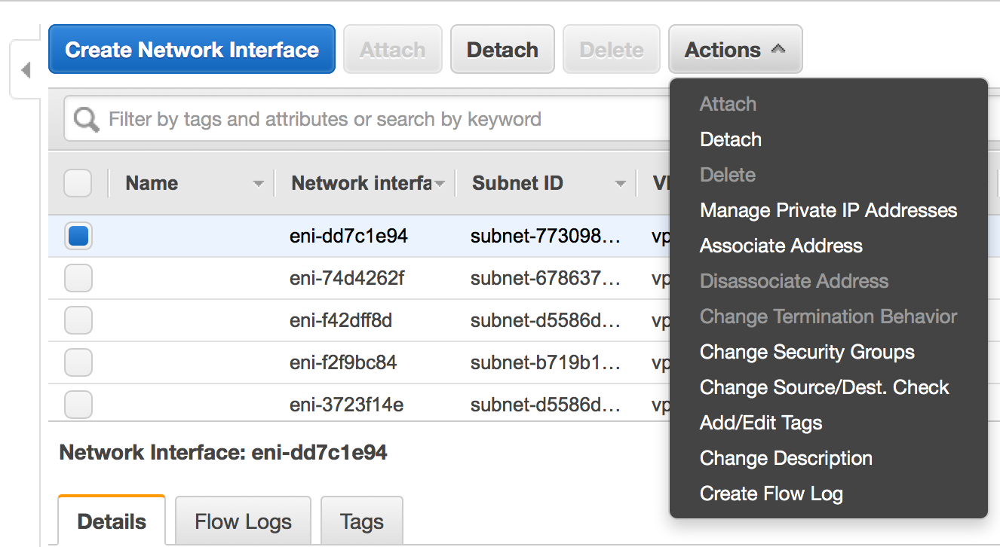 Create Network Interface Attach Detach Delete Actions
Filter by tags and attributes or search by keyword
Name Network interfa Subnet ID
eni-dd7c1e94 subnet-773098... vp
eni-74d4262f subnet-678637... vp
eni-f42dff8d subnet-d5586d... vp
eni-f2f9bc84 subnet-b719b1... vp
eni-3723f14e subnet-d5586d... vp
Attach
Detach
Delete
Manage Private IP Addresses
Associate Address
Disassociate Address
Change Termination Behavior
Change Security Groups
Change Source/Dest. Check
Add/Edit Tags
Change Description
Create Flow Log
Network Interface: eni-dd7c1e94
Details Flow Logs Tags